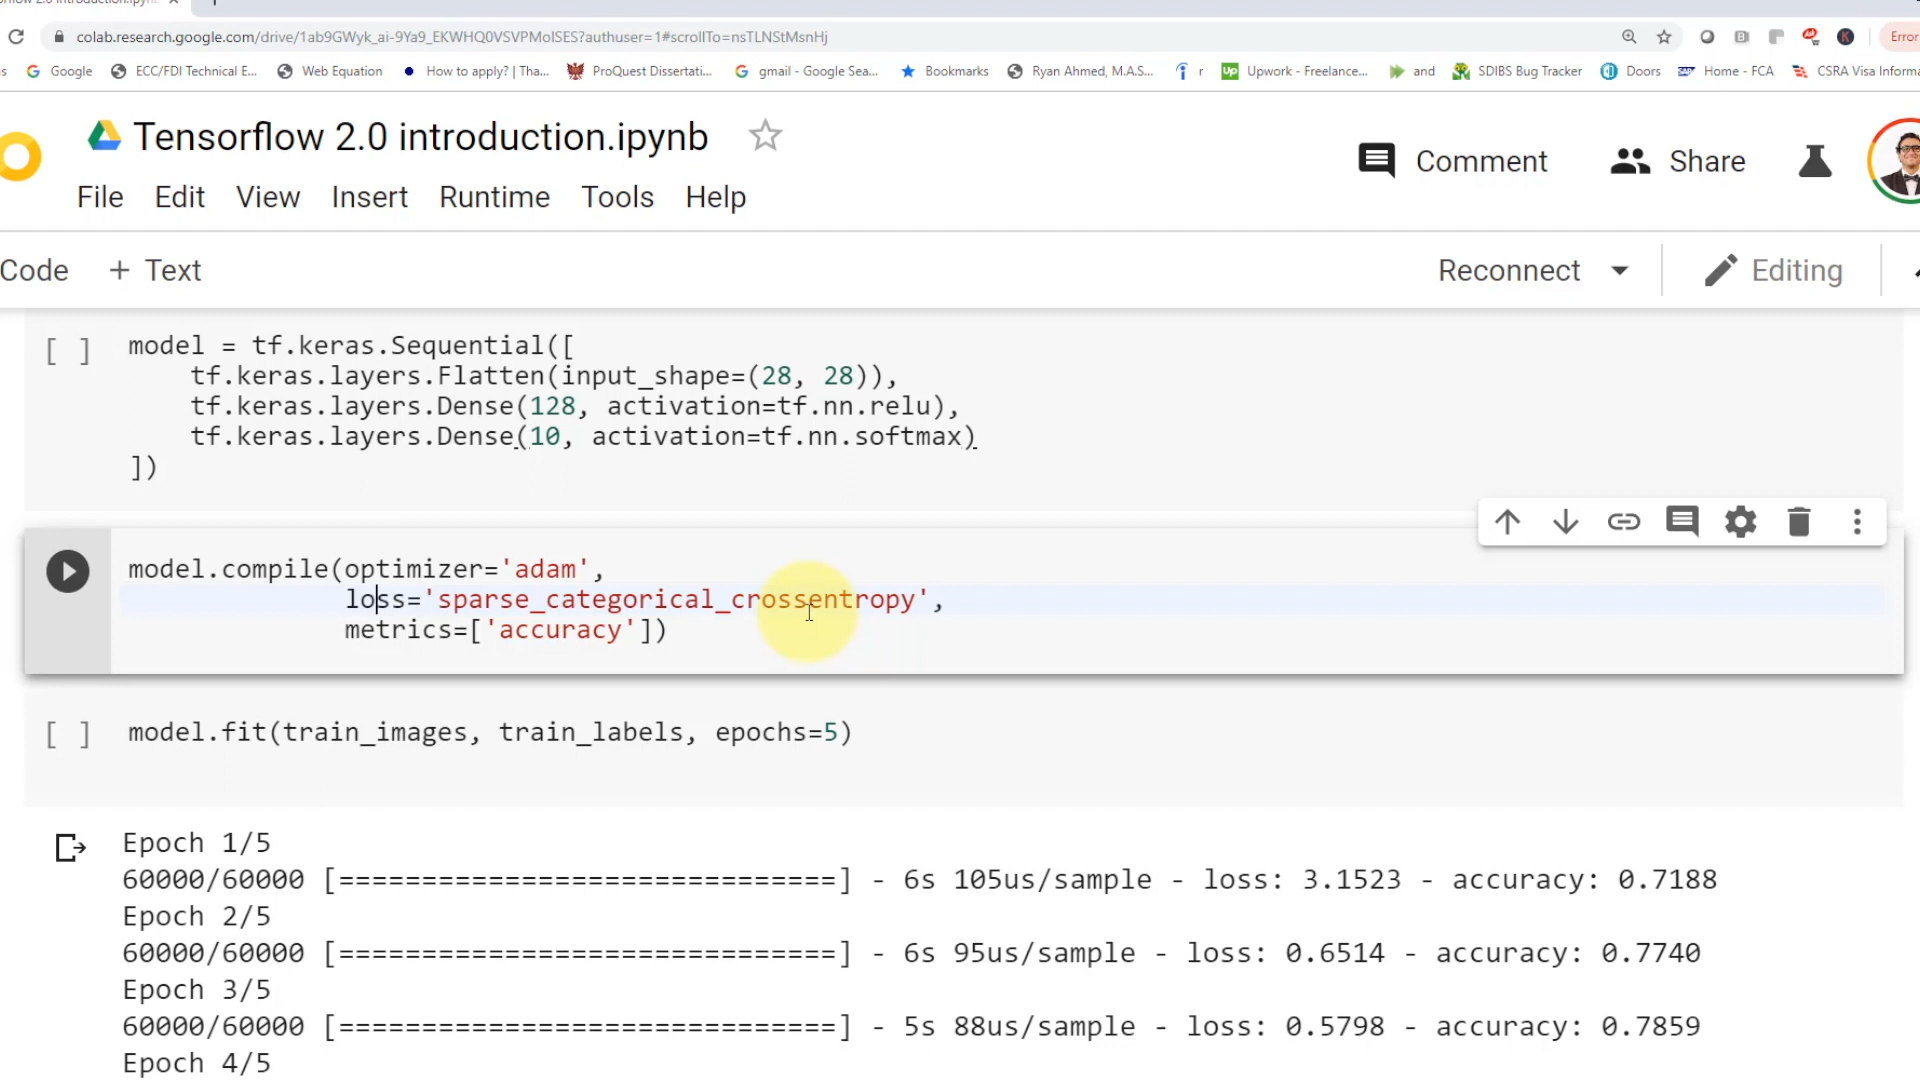 colab.research.google.com/drive/1ab9GWyk_ai-9Ya9_EKWHQ0VSVPMolSES?authuser=1#scrollTo=nsTLNStMsnHj
Error
Google ECC/FDI Technical E... Web Equation How to apply? | Tha... ProQuest Dissertati... gmail - Google Sea... Bookmarks Ryan Ahmed, M.A.S... r Upwork - Freelance... and SDIBS Bug Tracker Doors Home - FCA CSRA Visa Informa
Tensorflow 2.0 introduction.ipynb
Comment Share
File Edit View Insert Runtime Tools Help
Code + Text Reconnect Editing
[ ] model = tf.keras.Sequential([
tf.keras.layers.Flatten(input_shape=(28, 28)),
tf.keras.layers.Dense(128, activation=tf.nn.relu),
tf.keras.layers.Dense(10, activation=tf.nn.softmax)
])
model.compile(optimizer='adam',
loss='sparse_categorical_crossentropy',
metrics=['accuracy'])
[ ] model.fit(train_images, train_labels, epochs=5)
Epoch 1/5
60000/60000 [==============================] - 6s 105us/sample - loss: 3.1523 - accuracy: 0.7188
Epoch 2/5
60000/60000 [==============================] - 6s 95us/sample - loss: 0.6514 - accuracy: 0.7740
Epoch 3/5
60000/60000 [==============================] - 5s 88us/sample - loss: 0.5798 - accuracy: 0.7859
Epoch 4/5